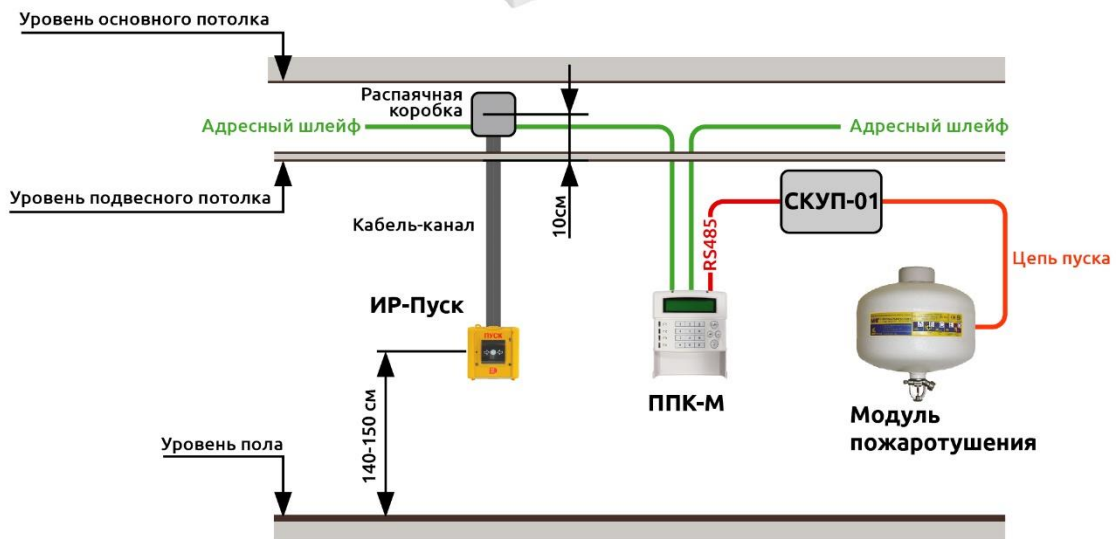 Уровень основного потолка
Распаячная
коробка
Адресный шлейф
Адресный шлейф
Уровень подвесного потолка
СКУП-01
Кабель-канал
10см
RS485
Цепь пуска
ИР-Пуск
ПУСК
ППК-М
Модуль
пожаротушения
140-150 см
Уровень пола